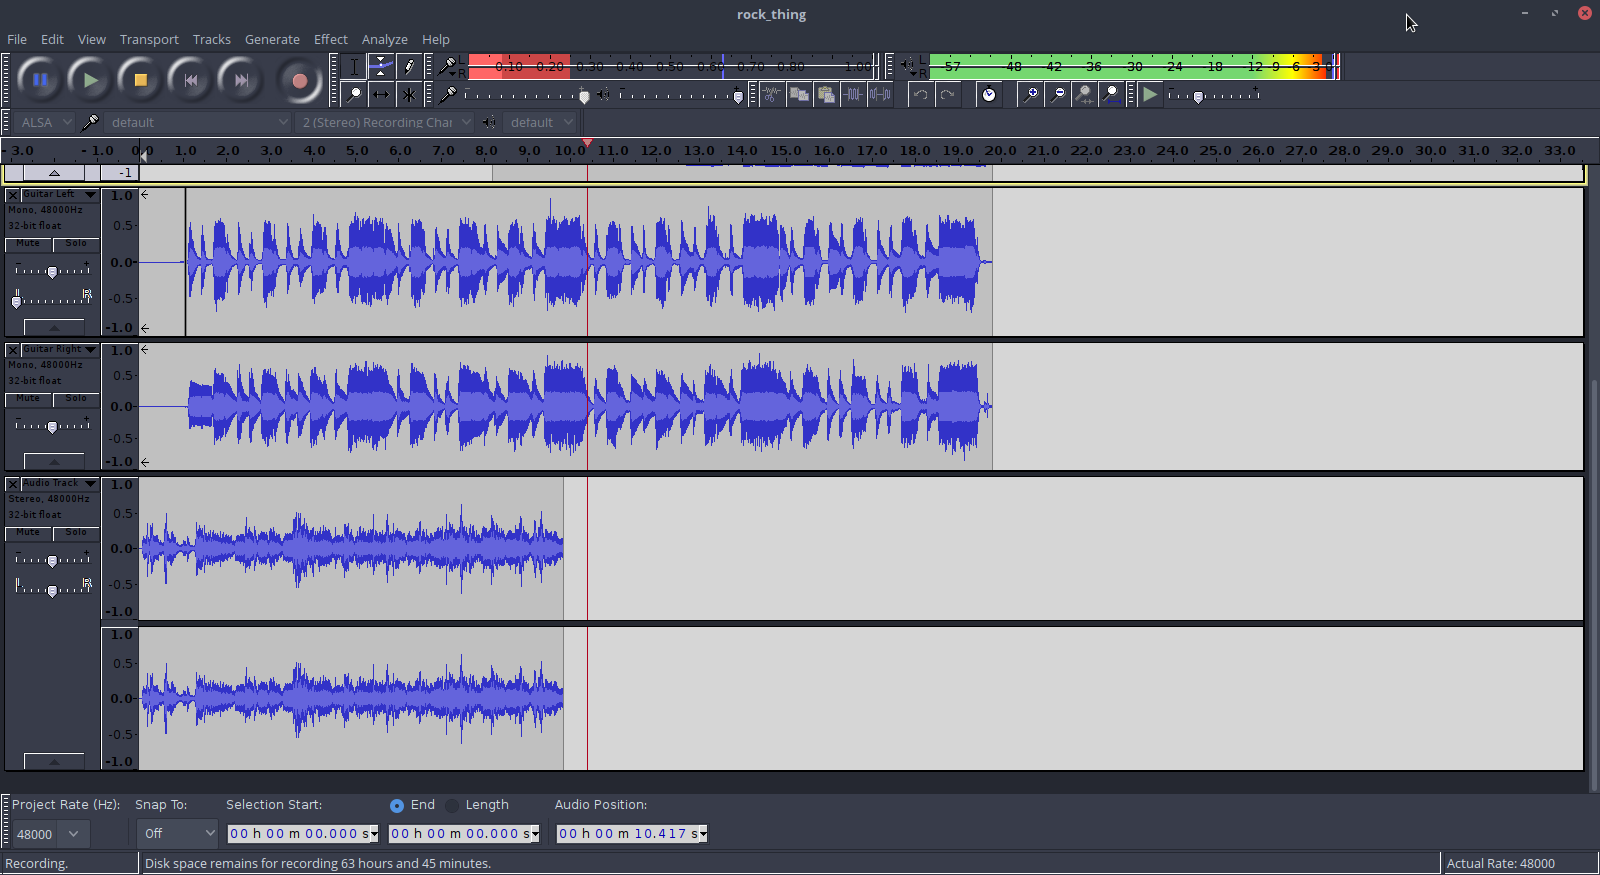 rock_thing
File Edit View Transport Tracks Generate Effect Analyze Help
L
R
0.10 0.20 0.30 0.40 0.50 0.60 0.70 0.80 1.00
L
R
-57 -48 -42 -36 -30 -24 -18 -12 -9 -6 -3 0
ALSA default 2 (Stereo) Recording Char default
- 3.0 - 1.0 0.0 1.0 2.0 3.0 4.0 5.0 6.0 7.0 8.0 9.0 10.0 11.0 12.0 13.0 14.0 15.0 16.0 17.0 18.0 19.0 20.0 21.0 22.0 23.0 24.0 25.0 26.0 27.0 28.0 29.0 30.0 31.0 32.0 33.0
-1
Guitar Left
Mono, 48000Hz
32-bit float
Mute Solo
- +
L R
1.0
0.5
0.0
-0.5
-1.0
Guitar Right
Mono, 48000Hz
32-bit float
Mute Solo
- +
1.0
0.5
0.0
-0.5
-1.0
Audio Track
Stereo, 48000Hz
32-bit float
Mute Solo
- +
L R
1.0
0.5
0.0
-0.5
-1.0
1.0
0.5
0.0
-0.5
-1.0
Project Rate (Hz): Snap To: Selection Start: End Length Audio Position:
48000 Off 00 h 00 m 00.000 s 00 h 00 m 00.000 s 00 h 00 m 10.417 s
Recording. Disk space remains for recording 63 hours and 45 minutes. Actual Rate: 48000